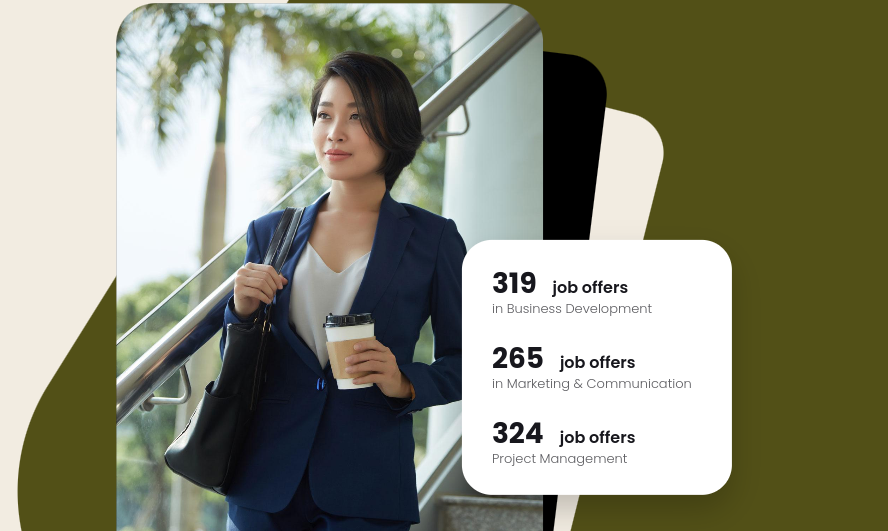 319 job offers
in Business Development
265 job offers
in Marketing & Communication
324 job offers
Project Management